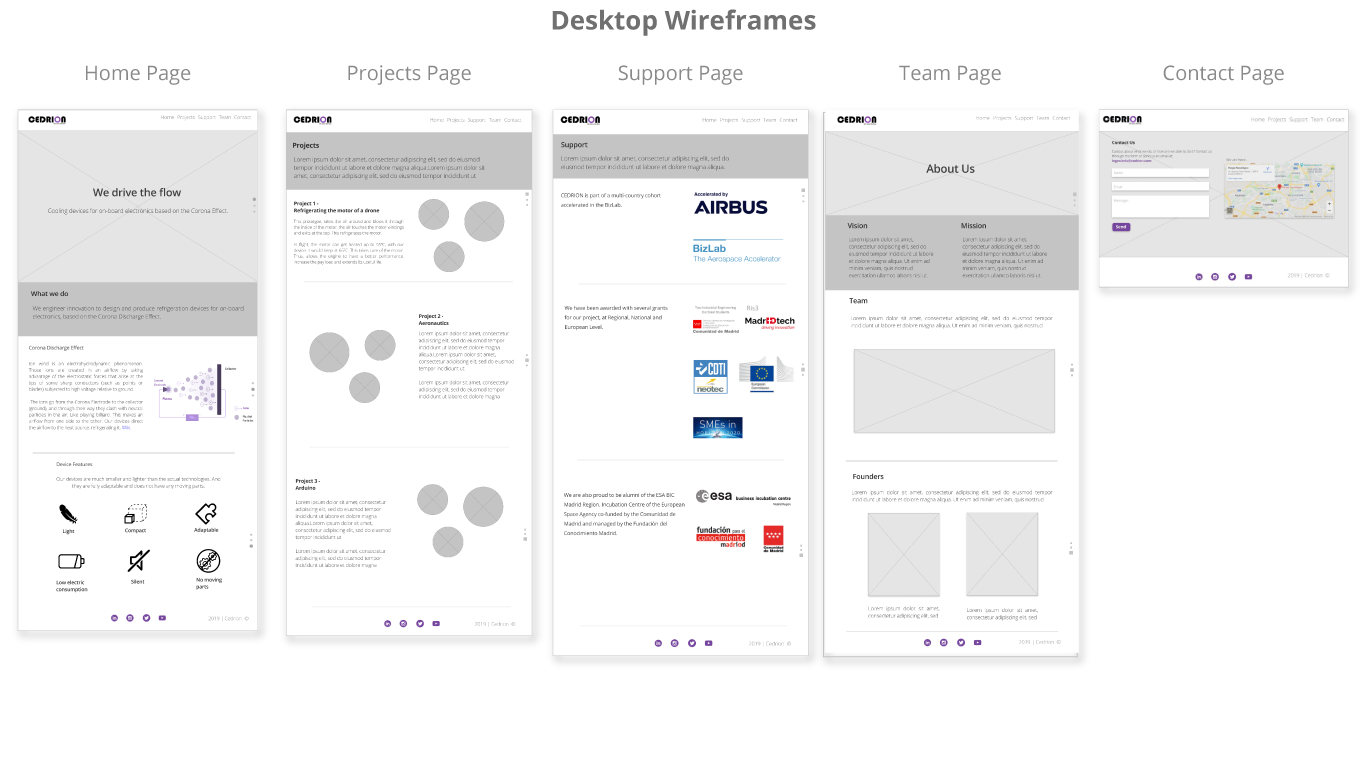 Desktop Wireframes
Home Page
Projects Page
Support Page
Team Page
Contact Page
CEDRION
Home Projects Support Team Contact
We drive the flow
Cooling devices for on-board electronics based on the Corona Effect.
What we do
We engineer innovation to design and produce refrigeration devices for on-board
electronics, based on the Corona Discharge Effect.
Corona Discharge Effect
Device Features
Our devices are much smaller and lighter than the actual technologies. And
they are fully adaptable and does not have any moving parts.
Light
Compact
Adaptable
Low electric
consumption
Silent
No moving
parts
2019 | Cedrion ©
CEDRION
Home Projects Support Team Contact
Projects
Lorem ipsum dolor sit amet, consectetur adipiscing elit, sed do eiusmod
tempor incididunt ut labore et dolore magna aliqua.Lorem ipsum dolor sit
amet, consectetur adipiscing elit, sed do eiusmod tempor incididunt ut
Project 1 -
Refrigerating the motor of a drone
Project 2 -
Aeronautics
Lorem ipsum dolor sit amet, consectetur
adipiscing elit, sed do eiusmod tempor
incididunt ut labore et dolore magna
aliqua.Lorem ipsum dolor sit amet,
consectetur adipiscing elit, sed do eiusmod
tempor incididunt ut labore et dolore
magna aliqua.
Lorem ipsum dolor sit amet, consectetur
adipiscing elit, sed do eiusmod tempor
incididunt ut labore et dolore magna
Project 3 -
Arduino
Lorem ipsum dolor sit amet, consectetur
adipiscing elit, sed do eiusmod tempor
incididunt ut labore et dolore magna
aliqua.Lorem ipsum dolor sit amet,
consectetur adipiscing elit, sed do eiusmod
tempor incididunt ut
Lorem ipsum dolor sit amet, consectetur
adipiscing elit, sed do eiusmod tempor
incididunt ut labore et dolore magna
2019 | Cedrion ©
CEDRION
Home Projects Support Team Contact
Support
Lorem ipsum dolor sit amet, consectetur adipiscing elit, sed do
eiusmod tempor incididunt ut labore et dolore magna aliqua.
CEDRION is part of a multi-country cohort
accelerated in the BizLab.
Accelerated by
AIRBUS
BizLab
The Aerospace Accelerator
We have been awarded with several grants
for our project, at Regional, National and
European Level.
Comunidad de Madrid
Madri+d tech
CDTI
neotec
European
Commission
SMEs in
We are also proud to be alumni of the ESA BIC
Madrid Region. Incubation Centre of the European
Space Agency co-funded by the Comunidad de
Madrid and managed by the Fundación del
Conocimiento Madrid.
esa business incubation centre
fundación para el
conocimiento
madrimasd
Comunidad
de Madrid
2019 | Cedrion ©
CEDRION
Home Projects Support Team Contact
About Us
Vision
Lorem ipsum dolor sit amet,
consectetur adipiscing elit, sed do
eiusmod tempor incididunt ut labore
et dolore magna aliqua. Ut enim ad
minim veniam, quis nostrud
exercitation ullamco laboris nisi ut.
Mission
Lorem ipsum dolor sit amet,
consectetur adipiscing elit, sed do
eiusmod tempor incididunt ut labore
et dolore magna aliqua. Ut enim ad
minim veniam, quis nostrud
exercitation ullamco laboris nisi ut.
Team
Lorem ipsum dolor sit amet, consectetur adipiscing elit, sed do eiusmod tempor
incididunt ut labore et dolore magna aliqua. Ut enim ad minim veniam, quis nostrud
Founders
Lorem ipsum dolor sit amet, consectetur adipiscing elit, sed do eiusmod tempor
incididunt ut labore et dolore magna aliqua. Ut enim ad minim veniam, quis nostrud
Lorem ipsum dolor sit amet,
consectetur adipiscing elit, sed
Lorem ipsum dolor sit amet,
consectetur adipiscing elit, sed
2019 | Cedrion ©
CEDRION
Home Projects Support Team Contact
Contact Us
Name
Email
Message...
Send
2019 | Cedrion ©